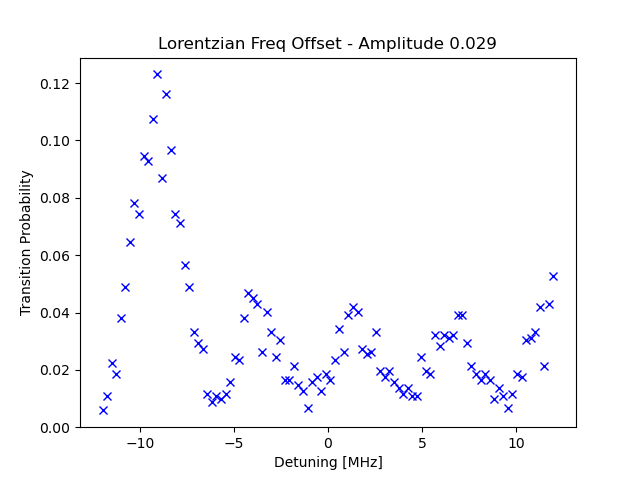 Lorentzian Freq Offset - Amplitude 0.029
0.12
0.10
0.08
0.06
0.04
0.02
0.00
Transition Probability
−10 −5 0 5 10
Detuning [MHz]